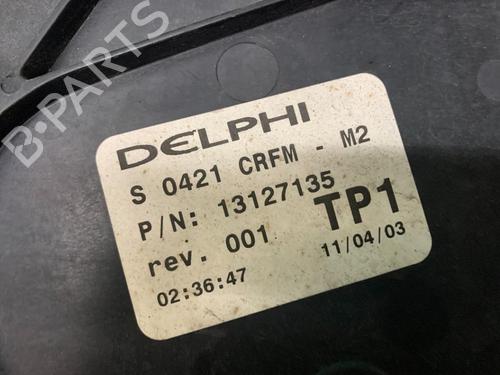 B-PARTS
DELPHI
S 0421 CRFM - M2
P/N: 13127135
rev. 001 TP1
02:36:47 11/04/03